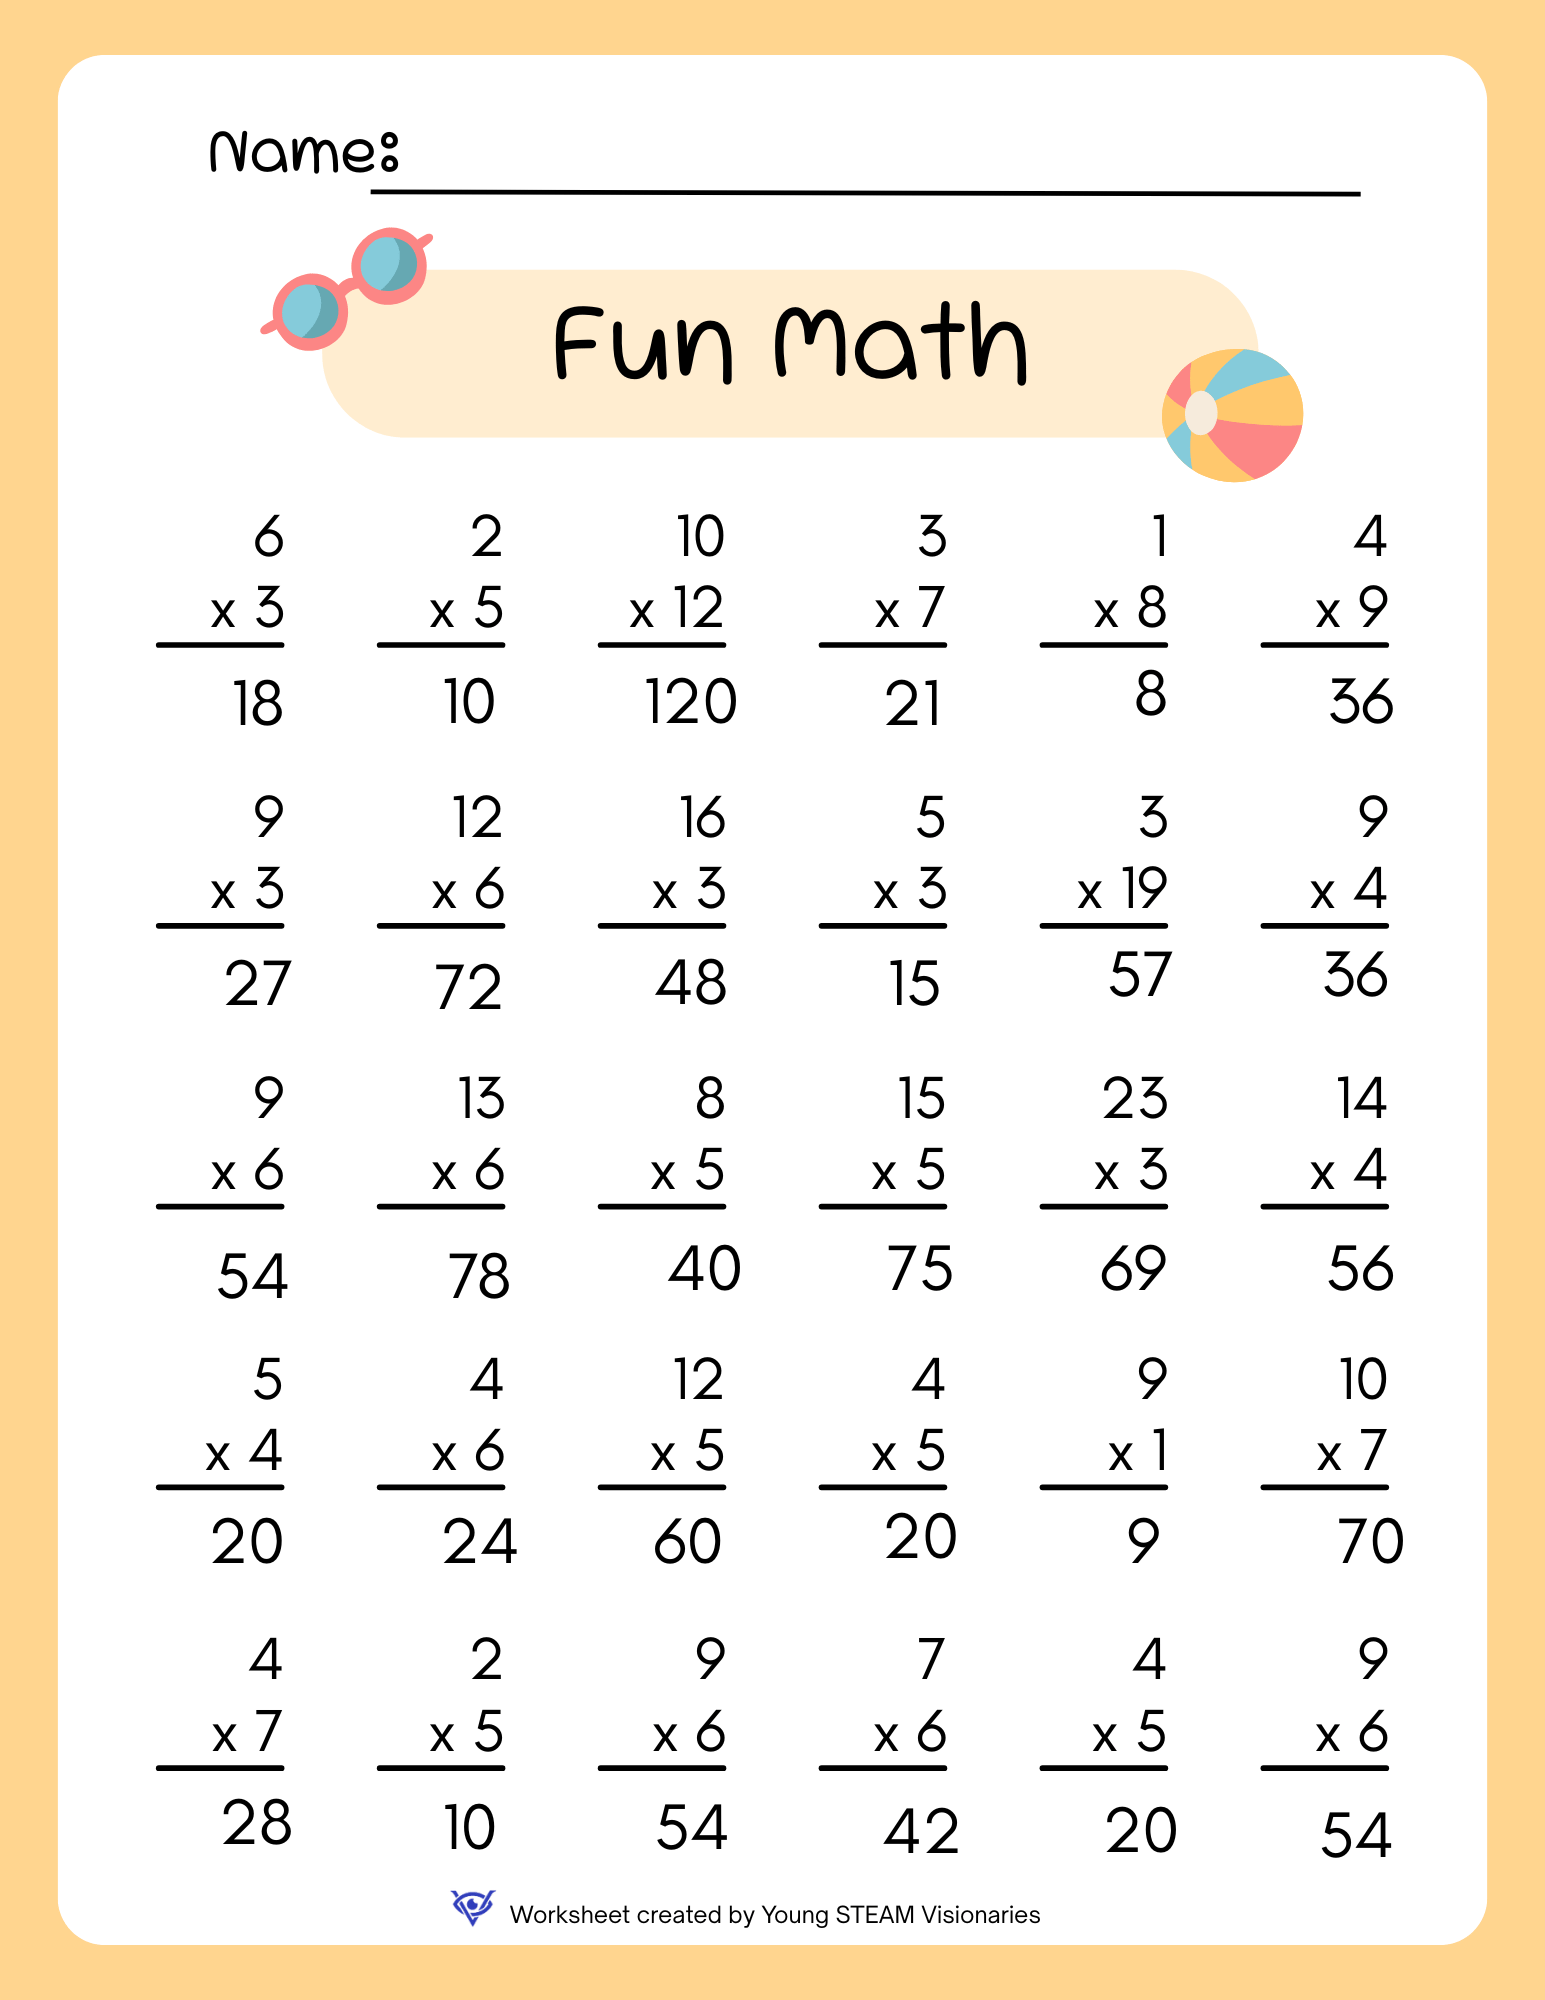 Name:
Fun Math
6 2 10 3 1 4
x 3 x 5 x 12 x 7 x 8 x 9
18 10 120 21 8 36
9 12 16 5 3 9
x 3 x 6 x 3 x 3 x 19 x 4
27 72 48 15 57 36
9 13 8 15 23 14
x 6 x 6 x 5 x 5 x 3 x 4
54 78 40 75 69 56
5 4 12 4 9 10
x 4 x 6 x 5 x 5 x 1 x 7
20 24 60 20 9 70
4 2 9 7 4 9
x 7 x 5 x 6 x 6 x 5 x 6
28 10 54 42 20 54
Worksheet created by Young STEAM Visionaries